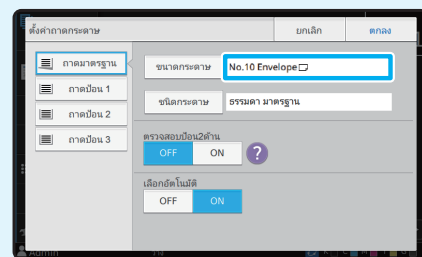 ตั้งค่าถาดกระดาษ
ยกเลิก
ตกลง
ถาดมาตรฐาน
ถาดป้อน 1
ถาดป้อน 2
ถาดป้อน 3
ขนาดกระดาษ
No.10 Envelope
ชนิดกระดาษ
ธรรมดา มาตรฐาน
ตรวจสอบป้อน2ด้าน
OFF ON
?
เลือกอัตโนมัติ
OFF ON
Admin